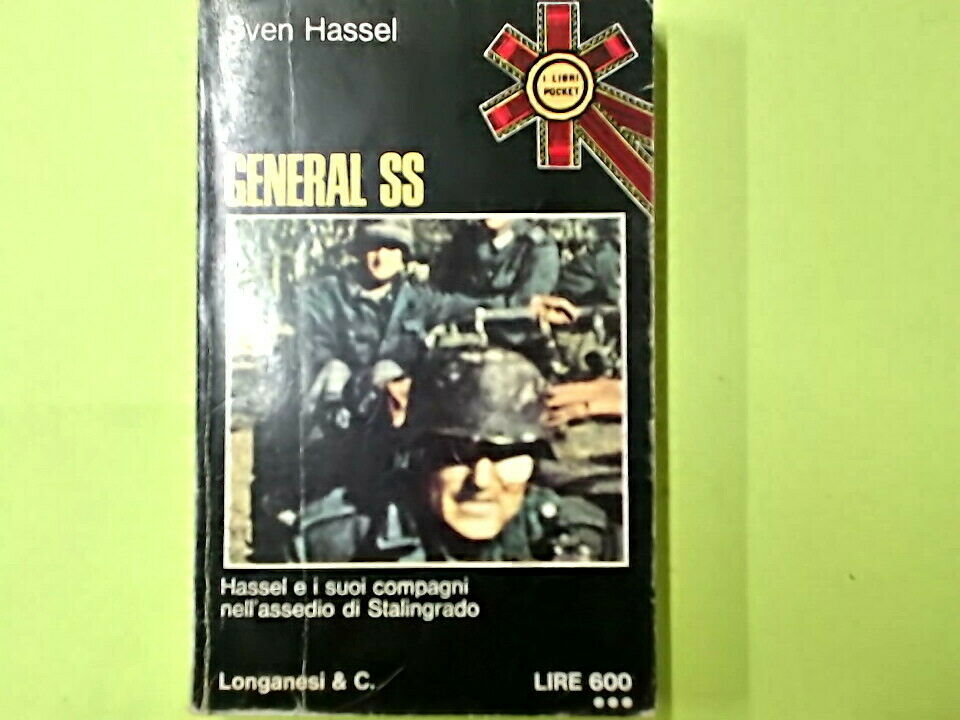 Sven Hassel
I LIBRI
POCKET
GENERAL SS
Hassel e i suoi compagni
nell'assedio di Stalingrado
Longanesi & C.
LIRE 600